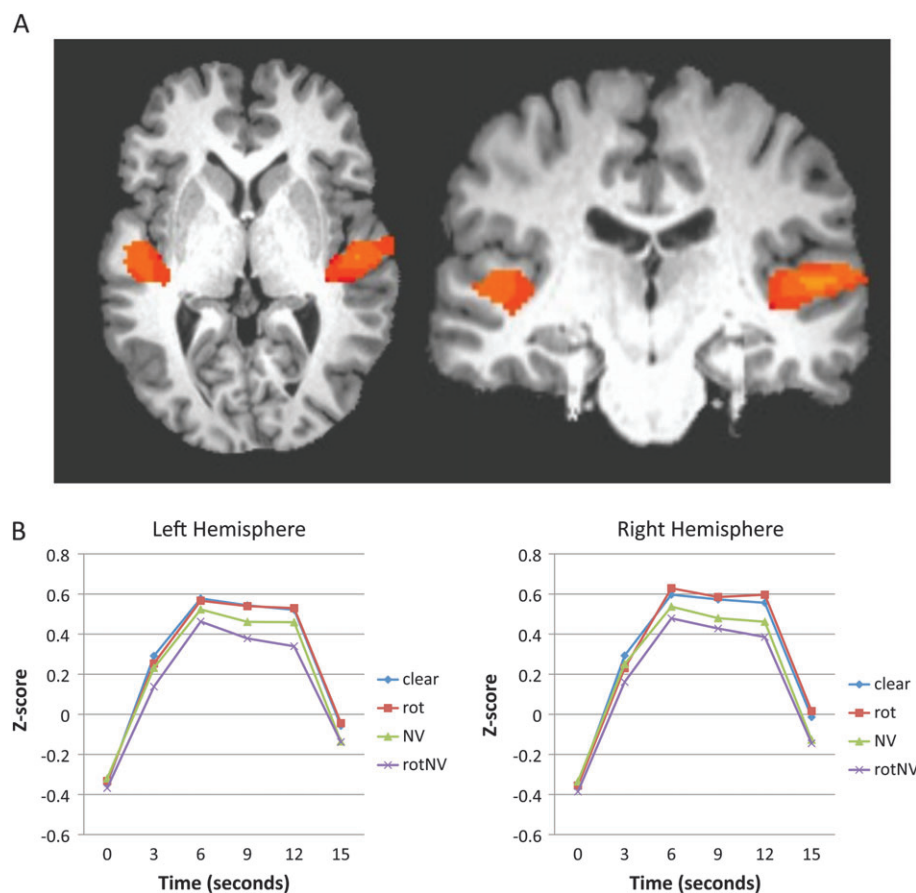 A
B
Left Hemisphere
0.8
0.6
0.4
0.2
0
-0.2
-0.4
-0.6
Z-score
0 3 6 9 12 15
Time (seconds)
clear
rot
NV
rotNV
Right Hemisphere
0.8
0.6
0.4
0.2
0
-0.2
-0.4
-0.6
Z-score
0 3 6 9 12 15
Time (seconds)
clear
rot
NV
rotNV